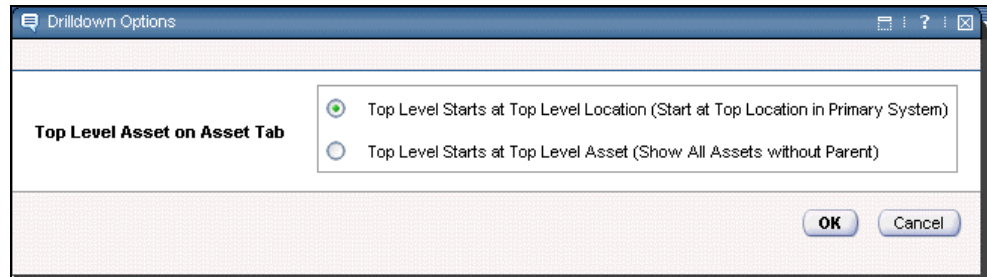 Drilldown Options
?
Top Level Asset on Asset Tab
Top Level Starts at Top Level Location (Start at Top Location in Primary System)
Top Level Starts at Top Level Asset (Show All Assets without Parent)
OK
Cancel